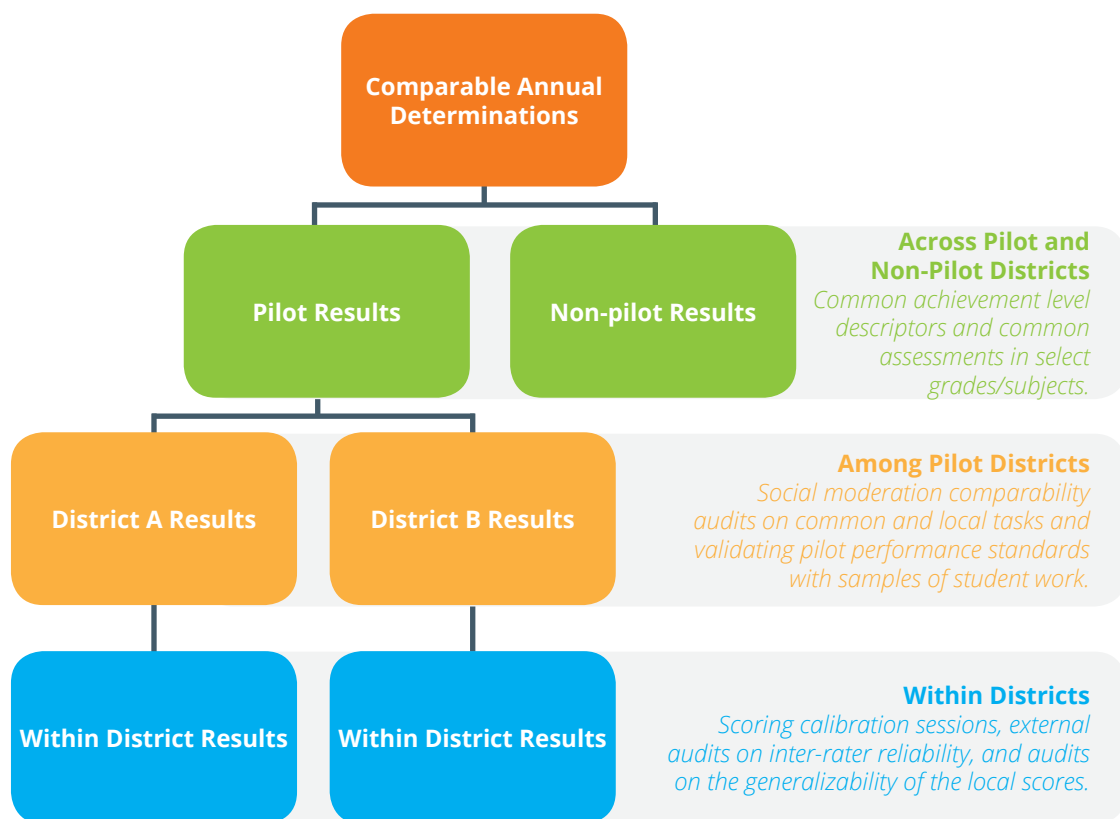 Comparable Annual
Determinations
Pilot Results
Non-pilot Results
Across Pilot and
Non-Pilot Districts
Common achievement level
descriptors and common
assessments in select
grades/subjects.
District A Results
District B Results
Among Pilot Districts
Social moderation comparability
audits on common and local tasks and
validating pilot performance standards
with samples of student work.
Within District Results
Within District Results
Within Districts
Scoring calibration sessions, external
audits on inter-rater reliability, and audits
on the generalizability of the local scores.